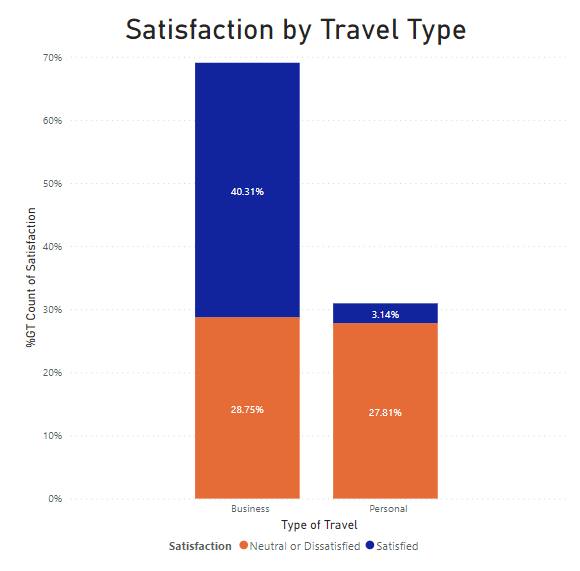 Satisfaction by Travel Type
70%
60%
50%
40%
30%
20%
10%
0%
%GT Count of Satisfaction
40.31%
28.75%
3.14%
27.81%
Business Personal
Type of Travel
Satisfaction Neutral or Dissatisfied Satisfied